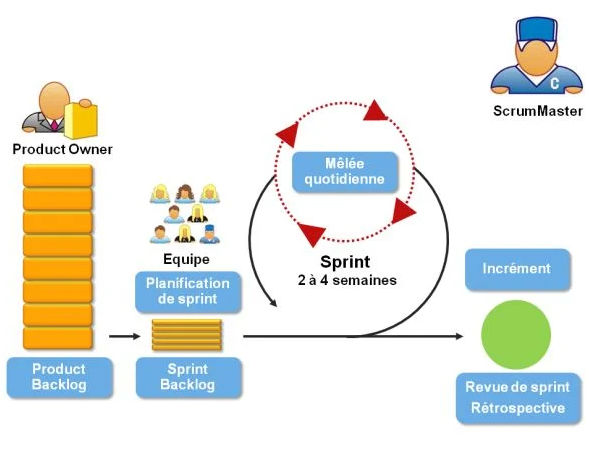 ScrumMaster
C
Product Owner
Mêlée
quotidienne
Equipe
Sprint
2 à 4 semaines
Planification
de sprint
Incrément
Product
Backlog
Sprint
Backlog
Revue de sprint
Rétrospective